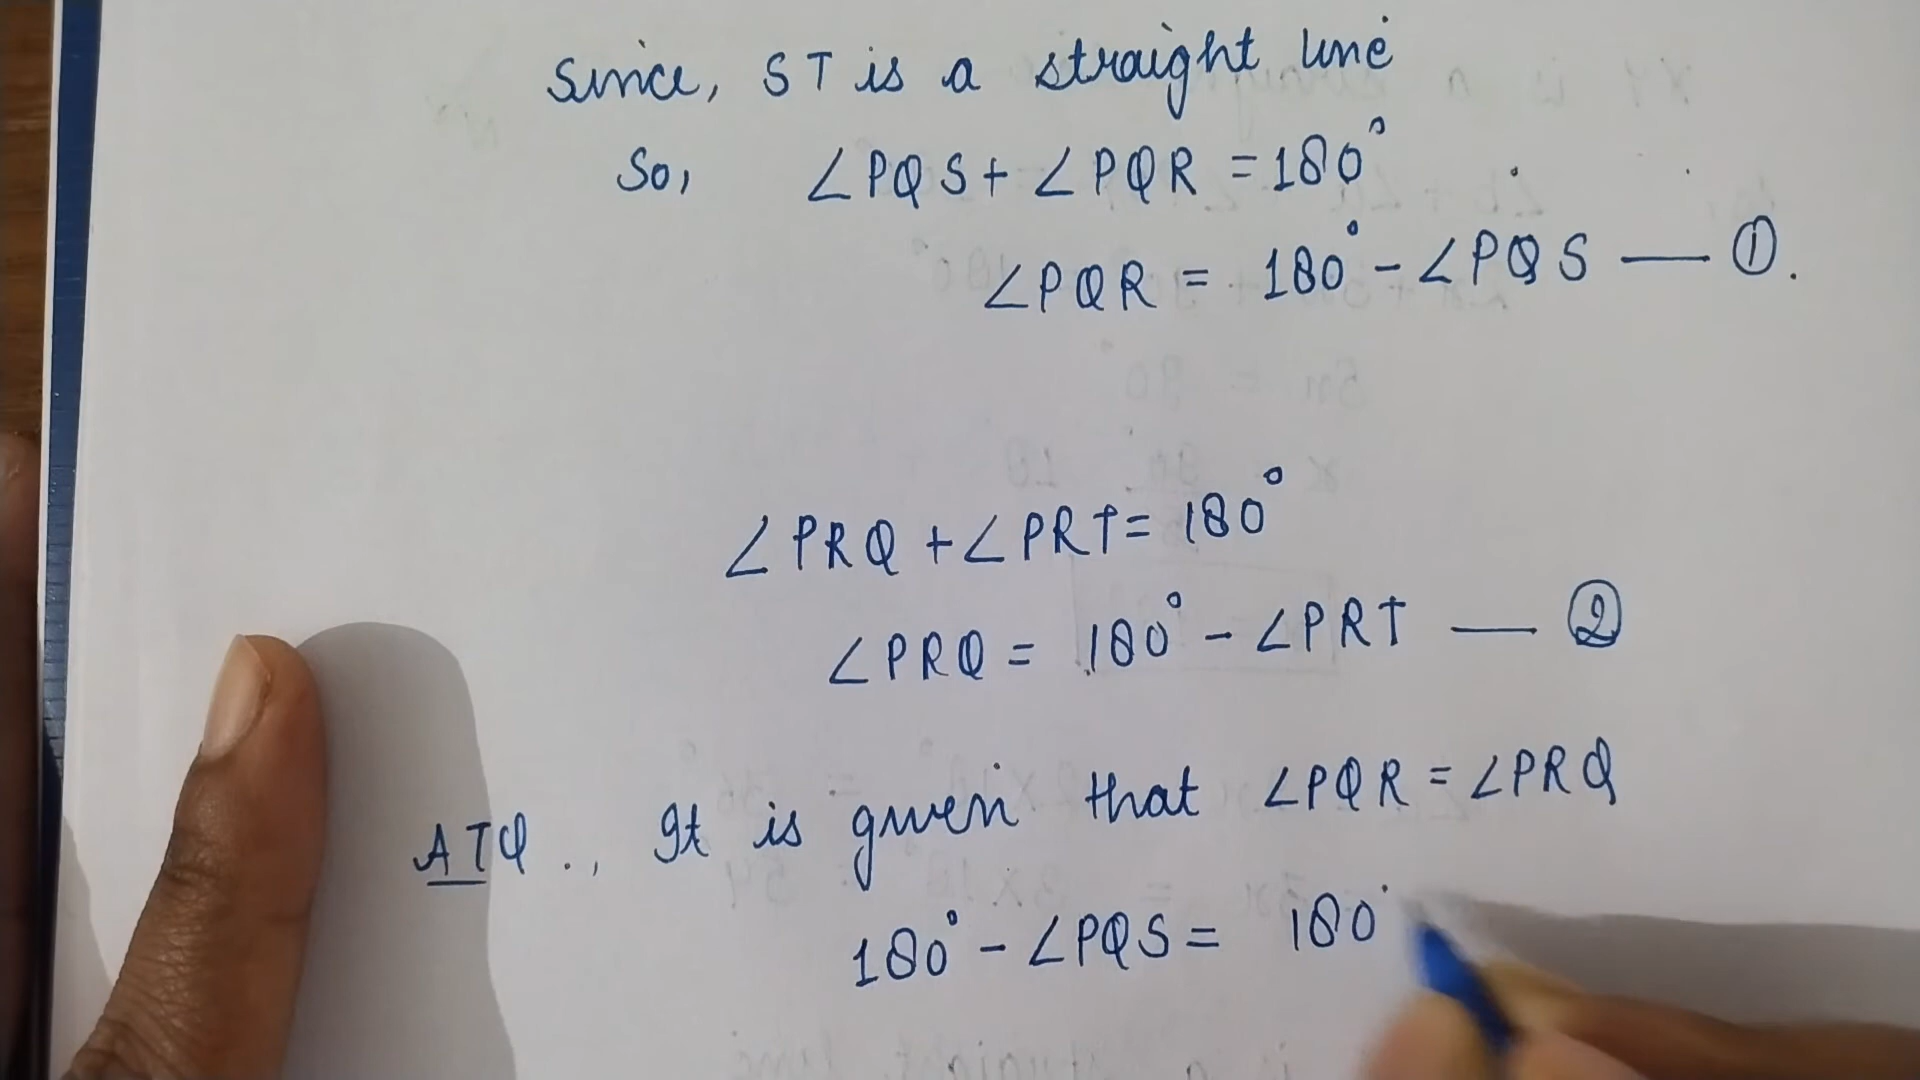 Since, ST is a straight line
So, ∠PQS + ∠PQR = 180°
∠PQR = 180° - ∠PQS — ①.
∠PRQ + ∠PRT = 180°
∠PRQ = 180° - ∠PRT — ②
ATQ., It is given that ∠PQR = ∠PRQ
180° - ∠PQS = 180°